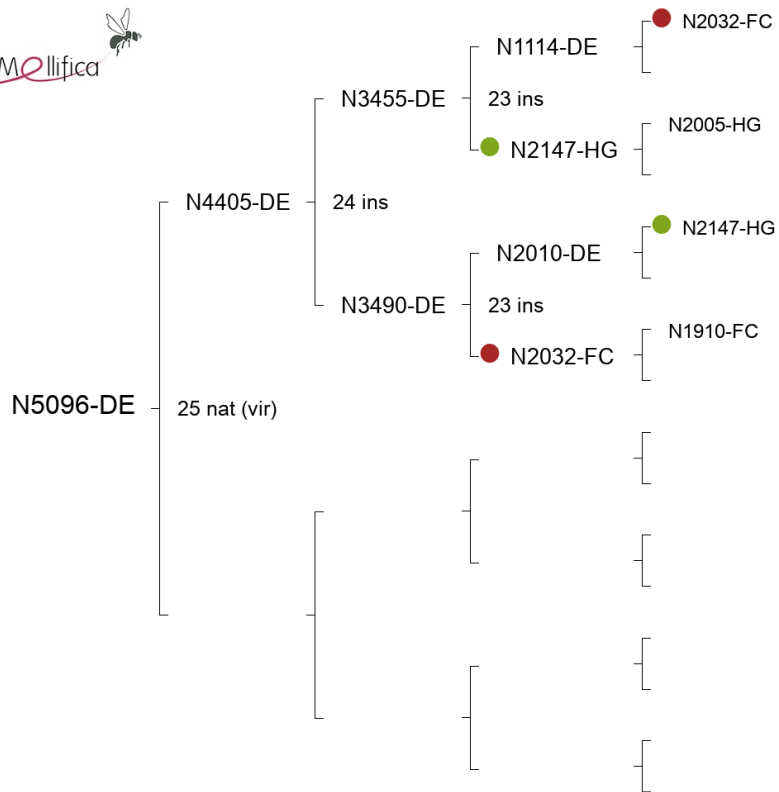 Mellifica
N2032-FC
N1114-DE
N3455-DE
23 ins
N2005-HG
N2147-HG
N4405-DE
24 ins
N2147-HG
N2010-DE
N3490-DE
23 ins
N1910-FC
N2032-FC
N5096-DE
25 nat (vir)